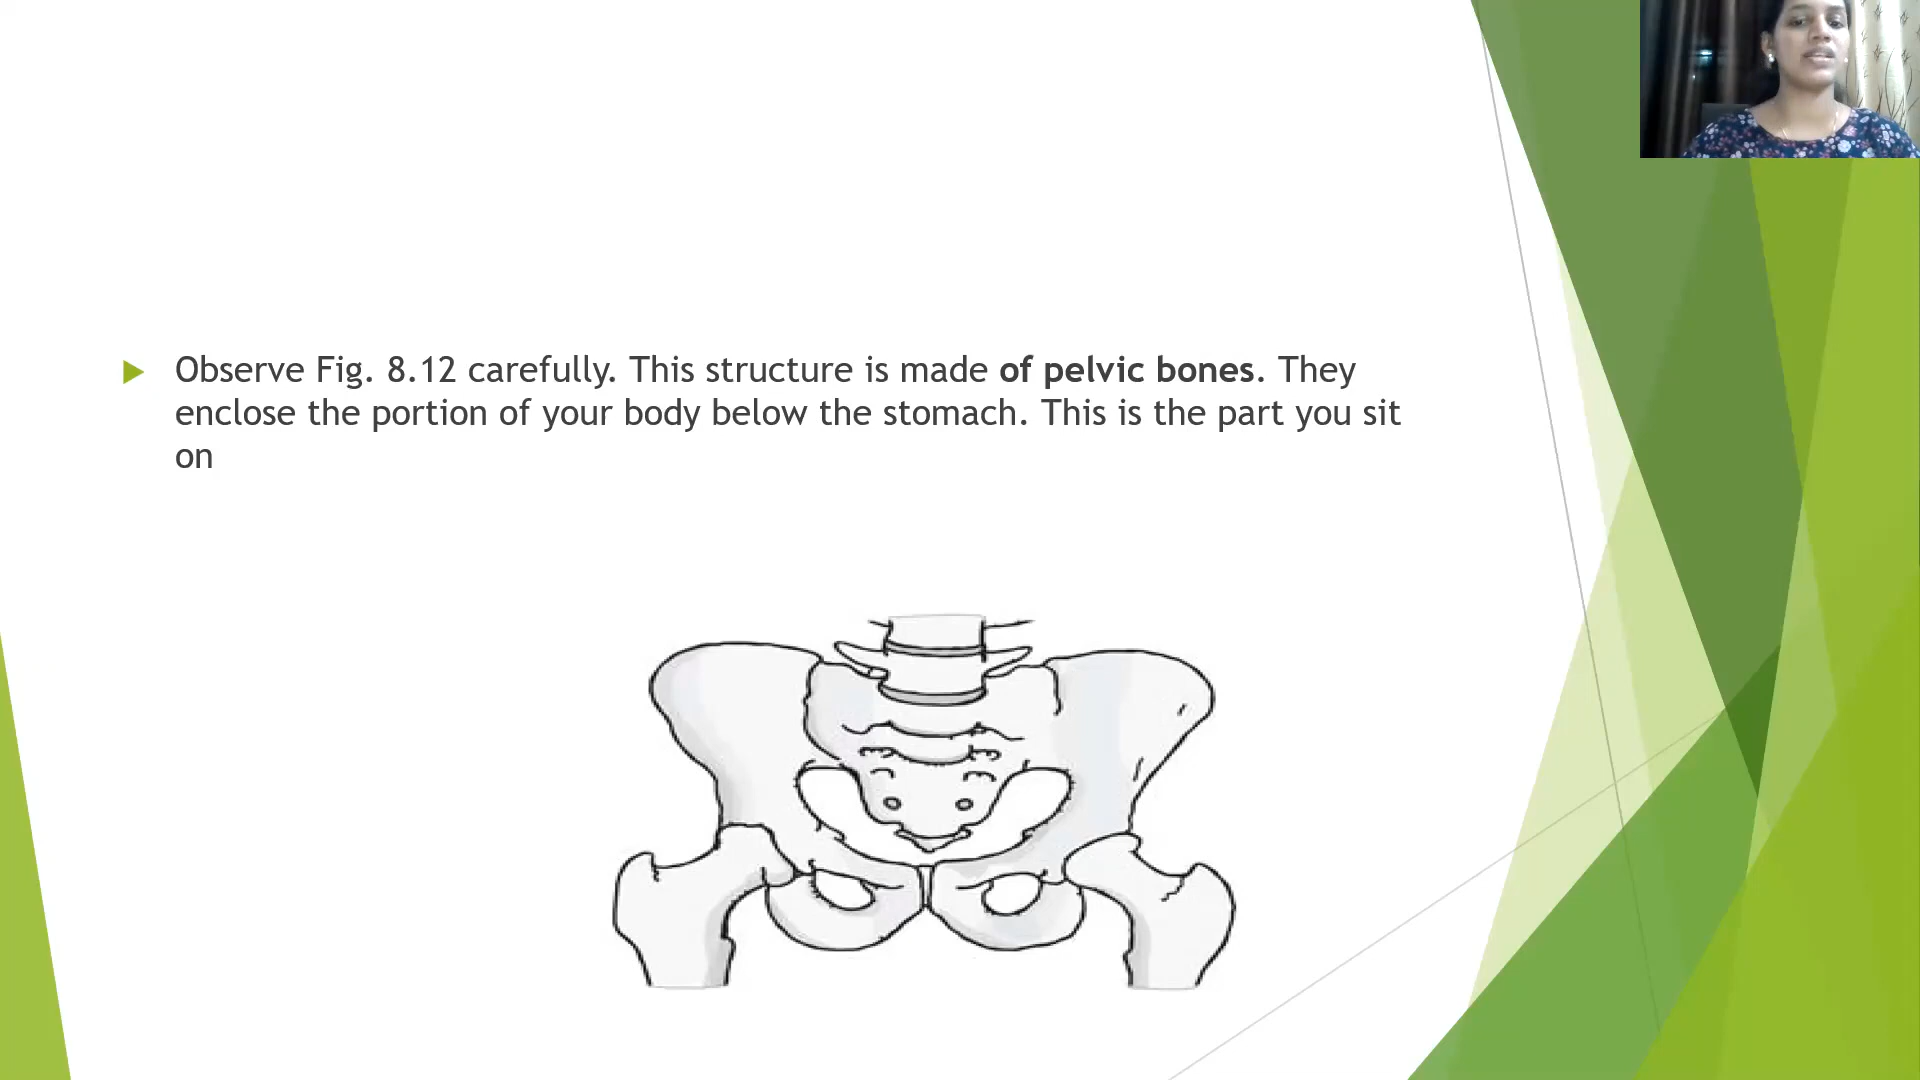 Observe Fig. 8.12 carefully. This structure is made of pelvic bones. They
enclose the portion of your body below the stomach. This is the part you sit
on